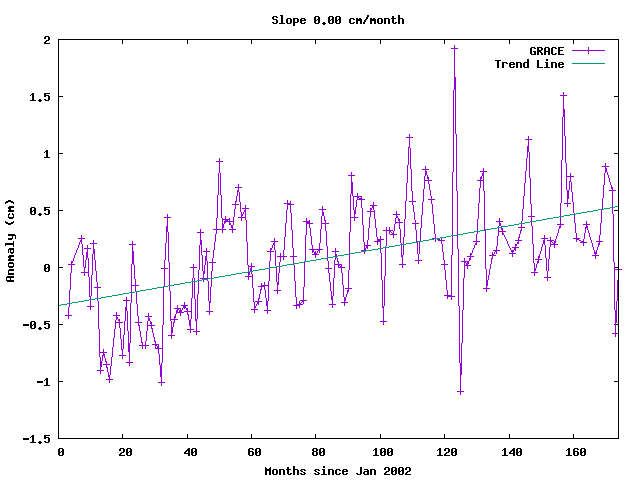 Slope 0.00 cm/month
GRACE
Trend Line
2
1.5
1
0.5
0
-0.5
-1
-1.5
Anomaly (cm)
0 20 40 60 80 100 120 140 160
Months since Jan 2002